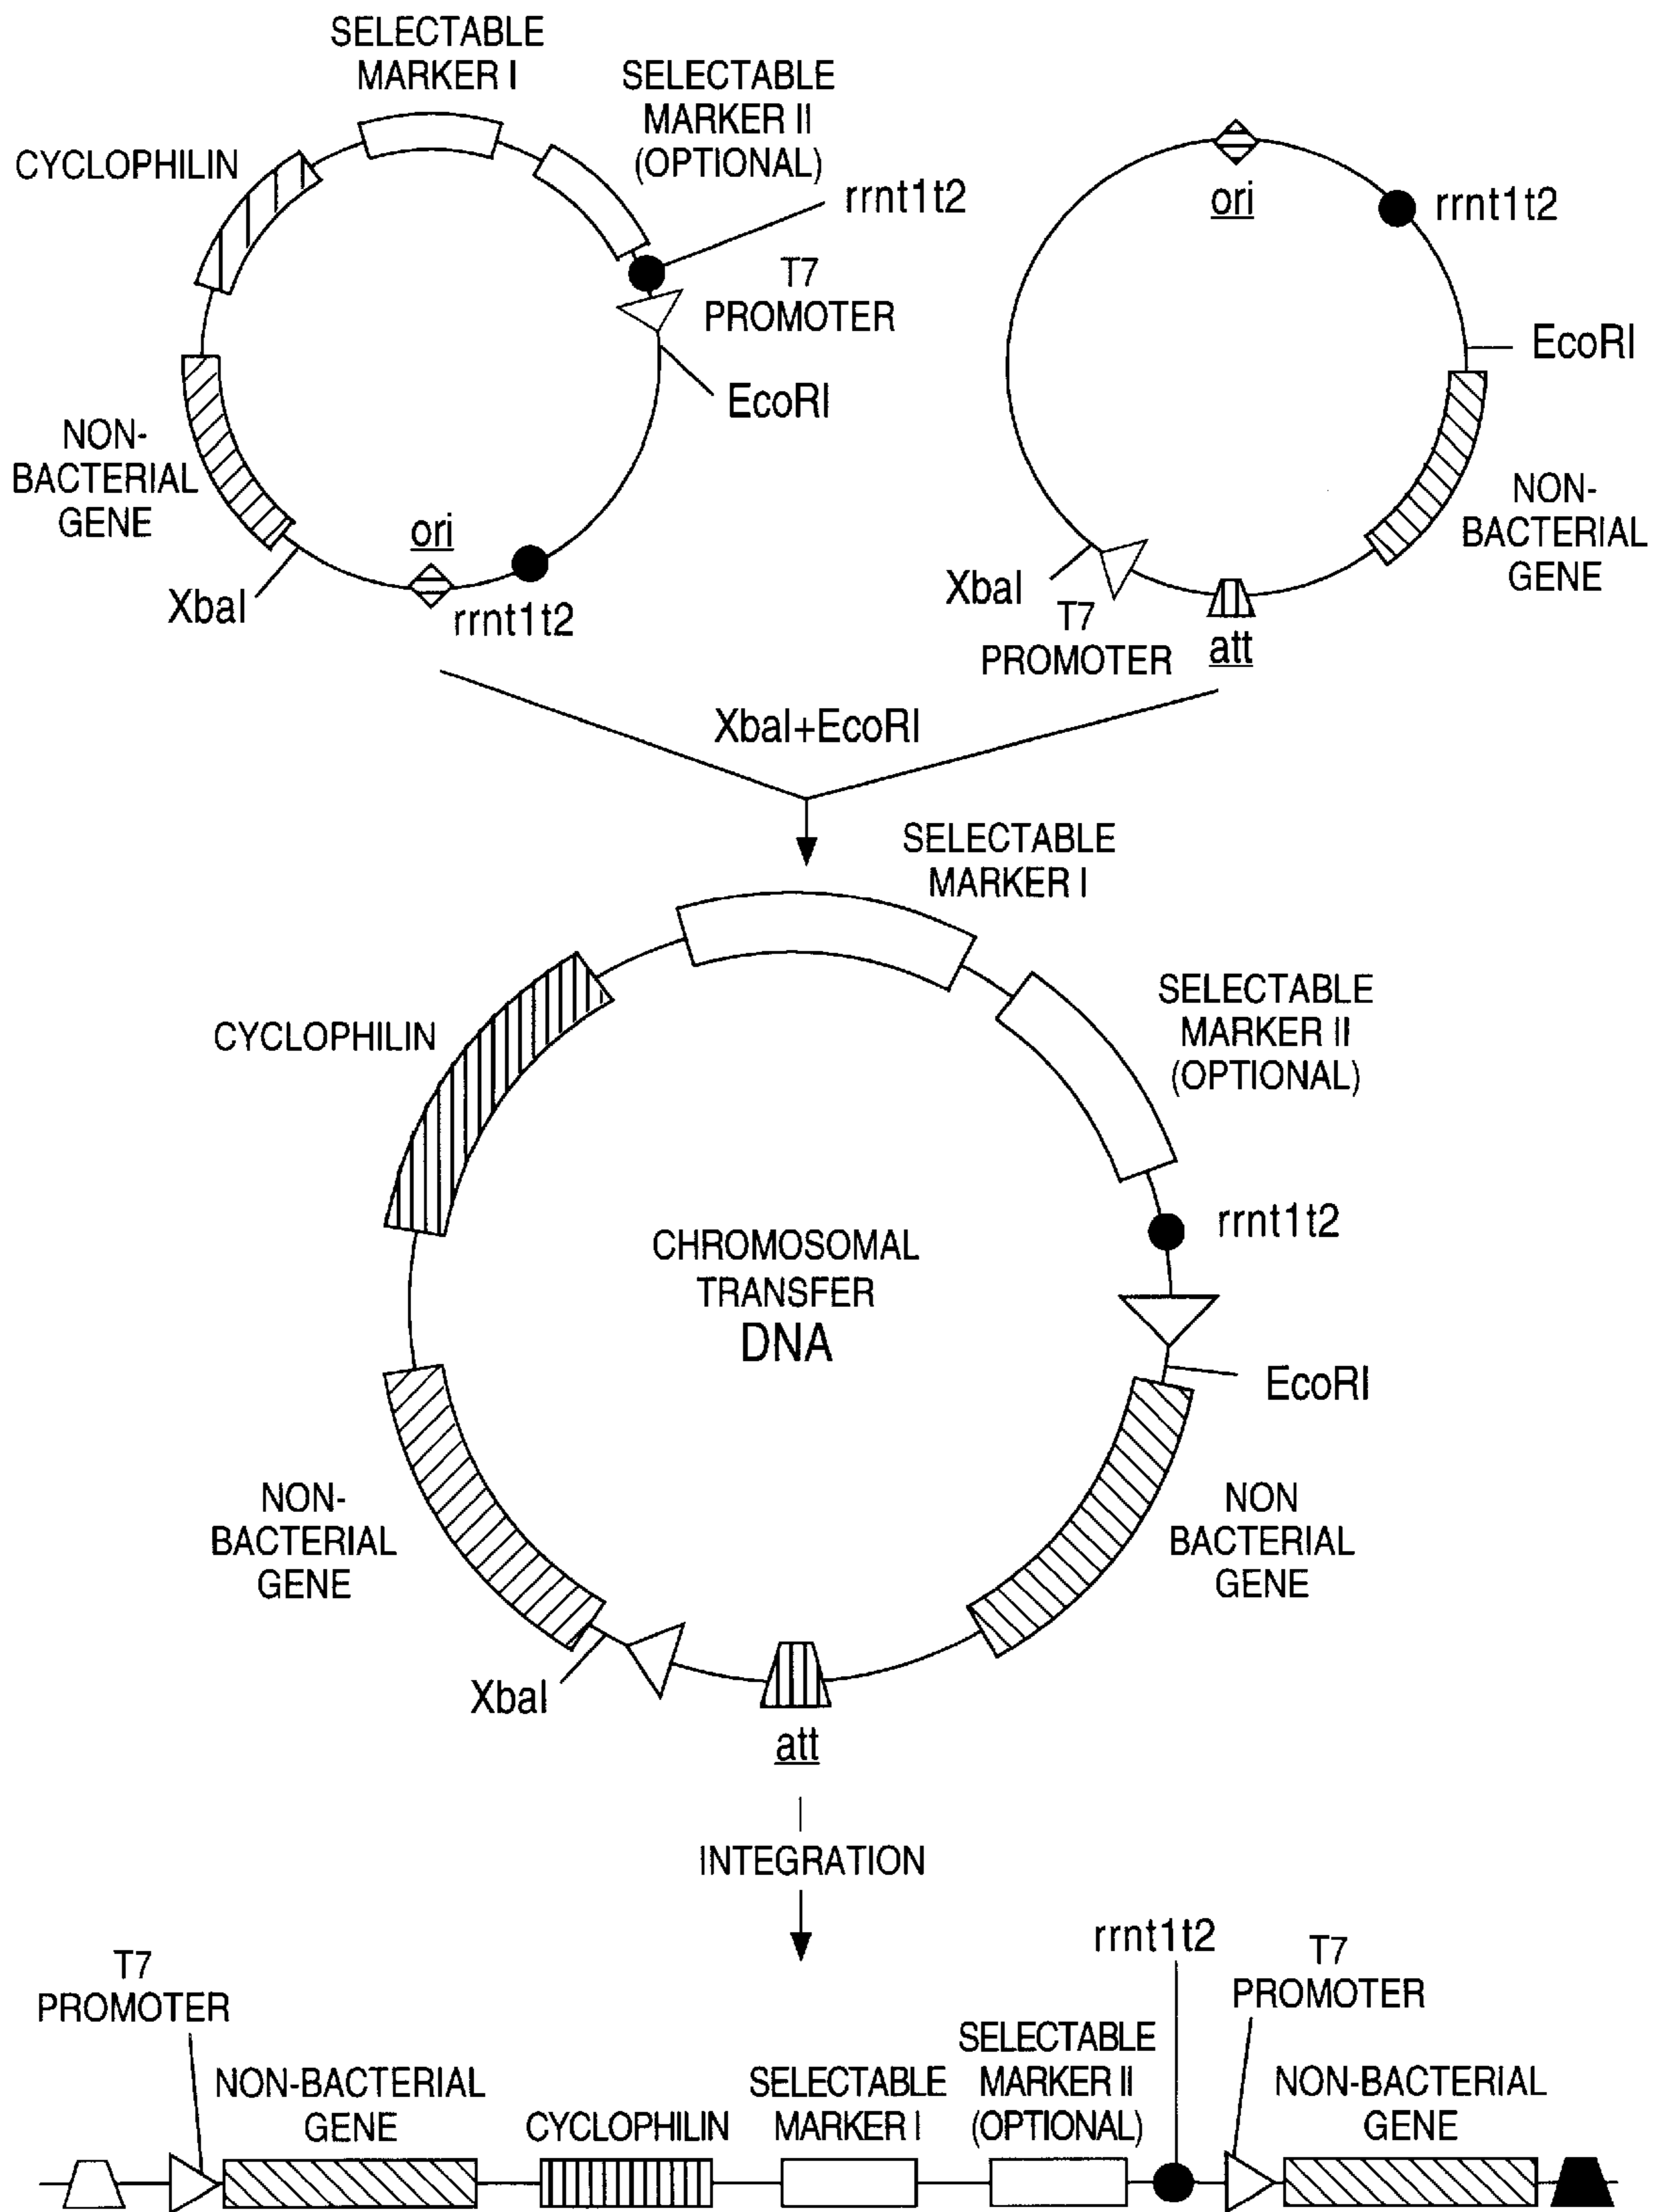 SELECTABLE
MARKER I
SELECTABLE
MARKER II
(OPTIONAL)
CYCLOPHILIN
rrnt1t2
T7
PROMOTER
EcoRI
NON-
BACTERIAL
GENE
ori
XbaI
rrnt1t2
ori
rrnt1t2
EcoRI
NON-
BACTERIAL
GENE
XbaI
T7
PROMOTER
att
XbaI+EcoRI
SELECTABLE
MARKER I
SELECTABLE
MARKER II
(OPTIONAL)
CYCLOPHILIN
rrnt1t2
CHROMOSOMAL
TRANSFER
DNA
EcoRI
NON-
BACTERIAL
GENE
NON
BACTERIAL
GENE
XbaI
att
INTEGRATION
T7
PROMOTER
NON-BACTERIAL
GENE
CYCLOPHILIN
SELECTABLE
MARKER I
SELECTABLE
MARKER II
(OPTIONAL)
rrnt1t2
T7
PROMOTER
NON-BACTERIAL
GENE